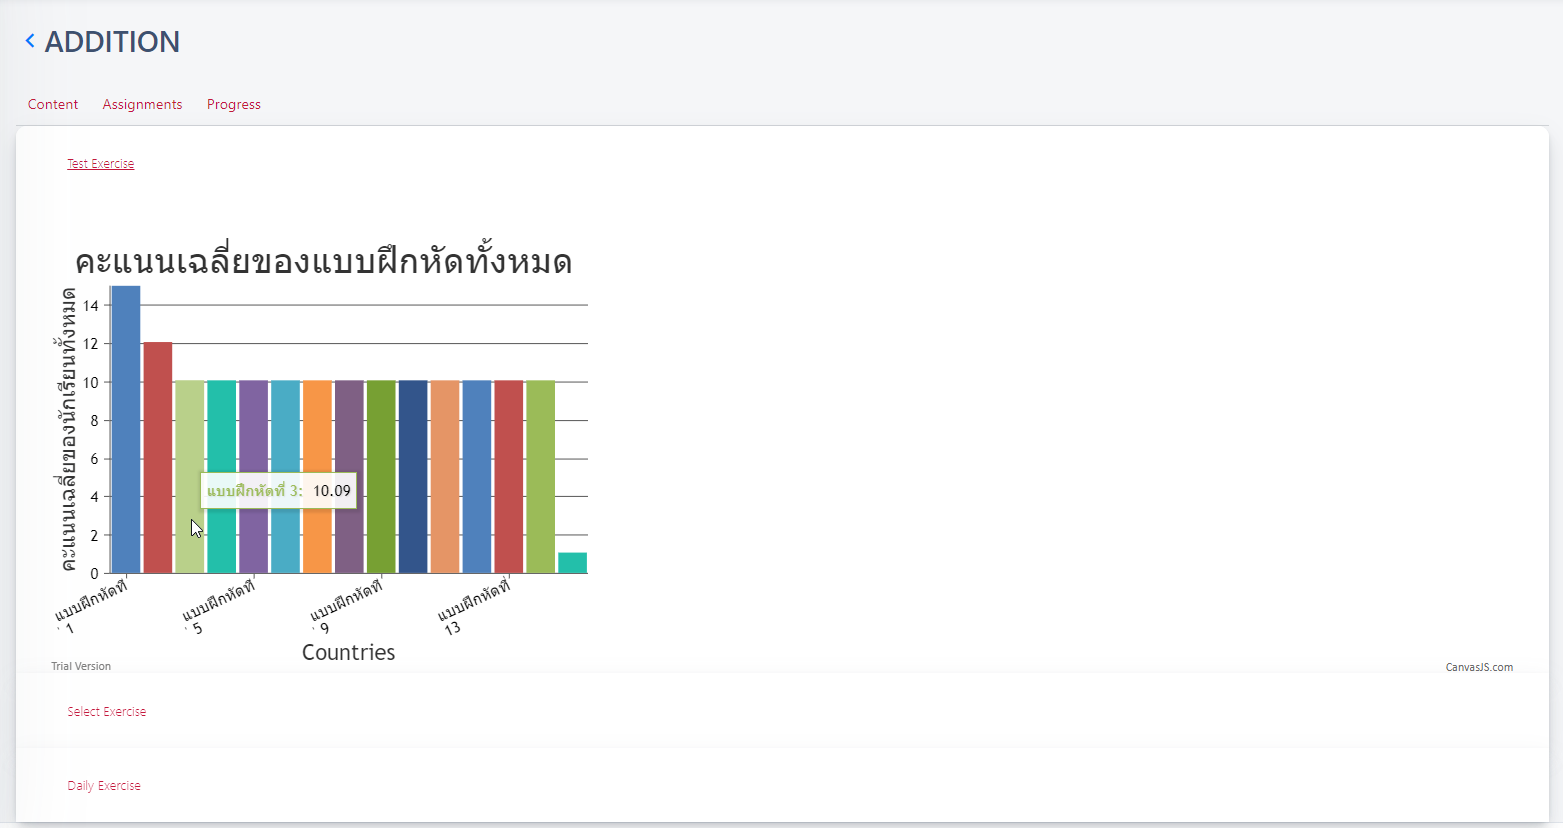 ADDITION
Content Assignments Progress
Test Exercise
คะแนนเฉลี่ยของแบบฝึกหัดทั้งหมด
คะแนนเฉลี่ยของนักเรียนทั้งหมด
14
12
10
8
6
4
2
0
แบบฝึกหัดที่ 3: 10.09
แบบฝึกหัดที่ 1
แบบฝึกหัดที่ 5
แบบฝึกหัดที่ 9
แบบฝึกหัดที่ 13
Countries
Trial Version
CanvasJS.com
Select Exercise
Daily Exercise